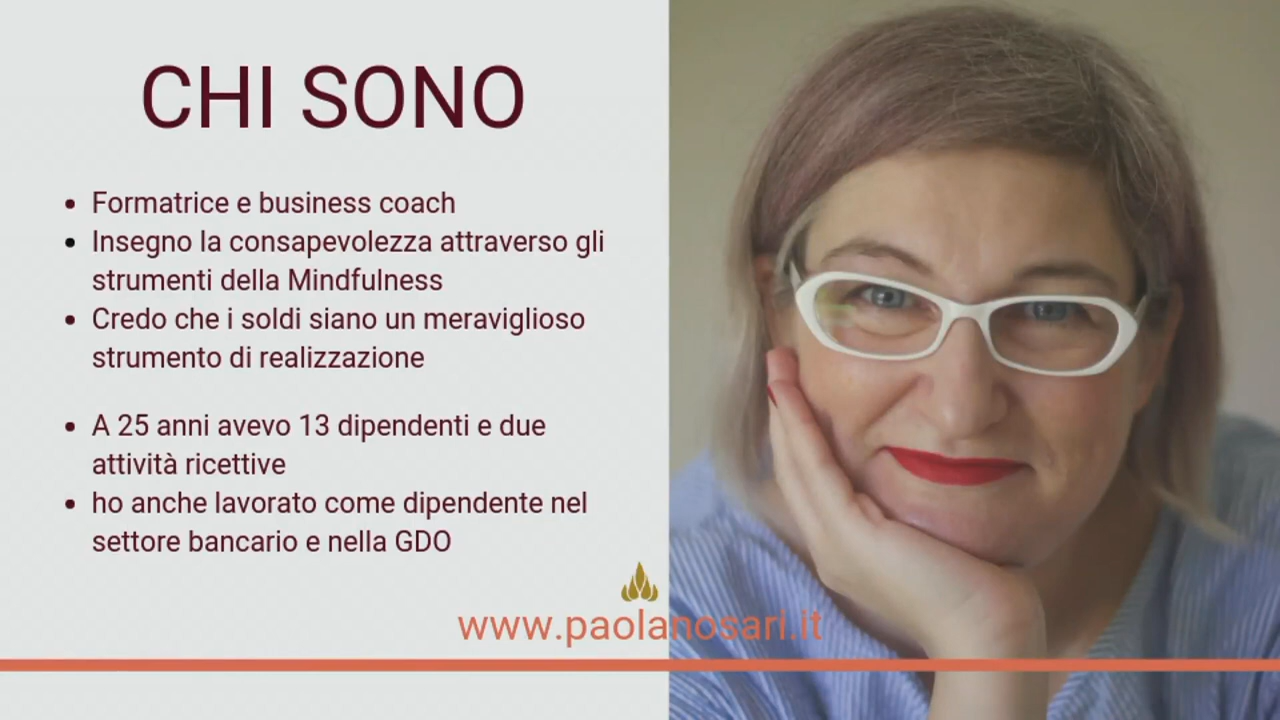 CHI SONO
Formatrice e business coach
Insegno la consapevolezza attraverso gli
strumenti della Mindfulness
Credo che i soldi siano un meraviglioso
strumento di realizzazione
A 25 anni avevo 13 dipendenti e due
attività ricettive
ho anche lavorato come dipendente nel
settore bancario e nella GDO
www.paolanosari.it